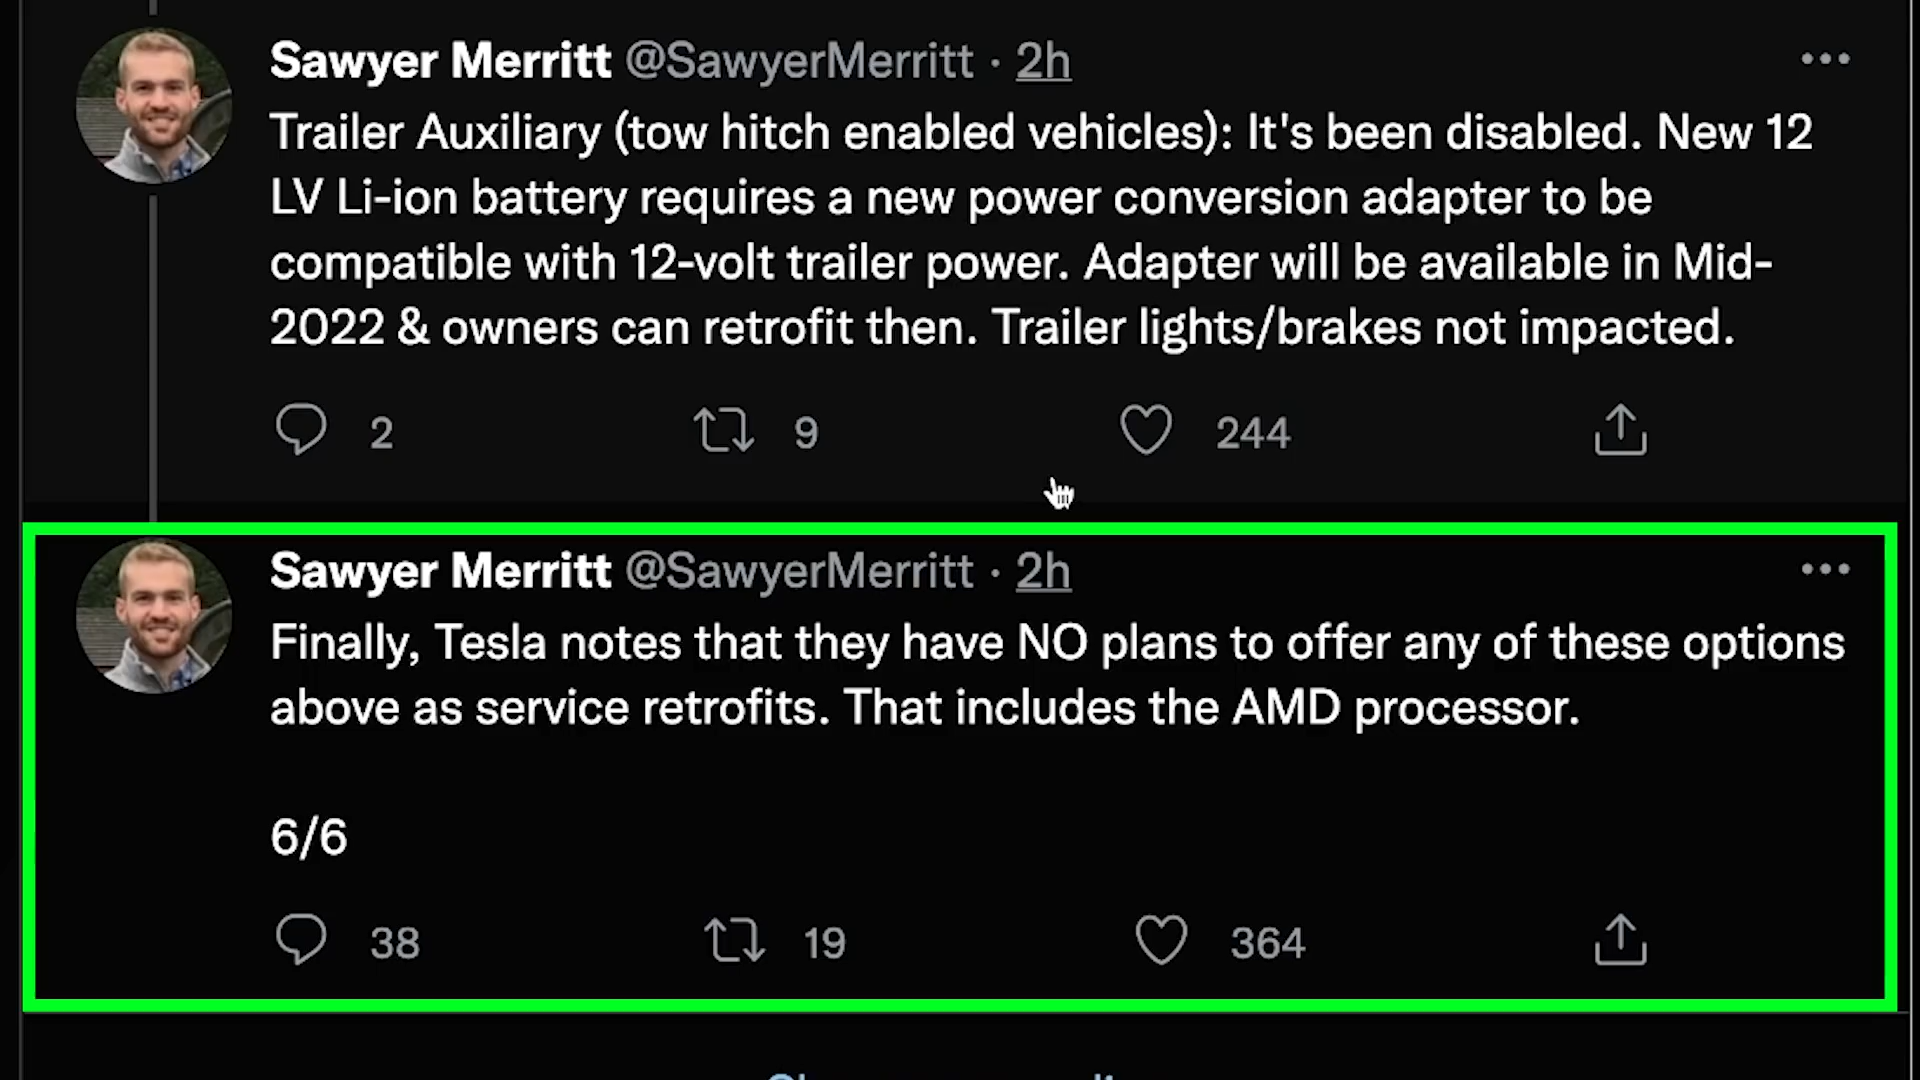 Sawyer Merritt @SawyerMerritt · 2h
Trailer Auxiliary (tow hitch enabled vehicles): It's been disabled. New 12
LV Li-ion battery requires a new power conversion adapter to be
compatible with 12-volt trailer power. Adapter will be available in Mid-
2022 & owners can retrofit then. Trailer lights/brakes not impacted.
2 9 244
Sawyer Merritt @SawyerMerritt · 2h
Finally, Tesla notes that they have NO plans to offer any of these options
above as service retrofits. That includes the AMD processor.
6/6
38 19 364